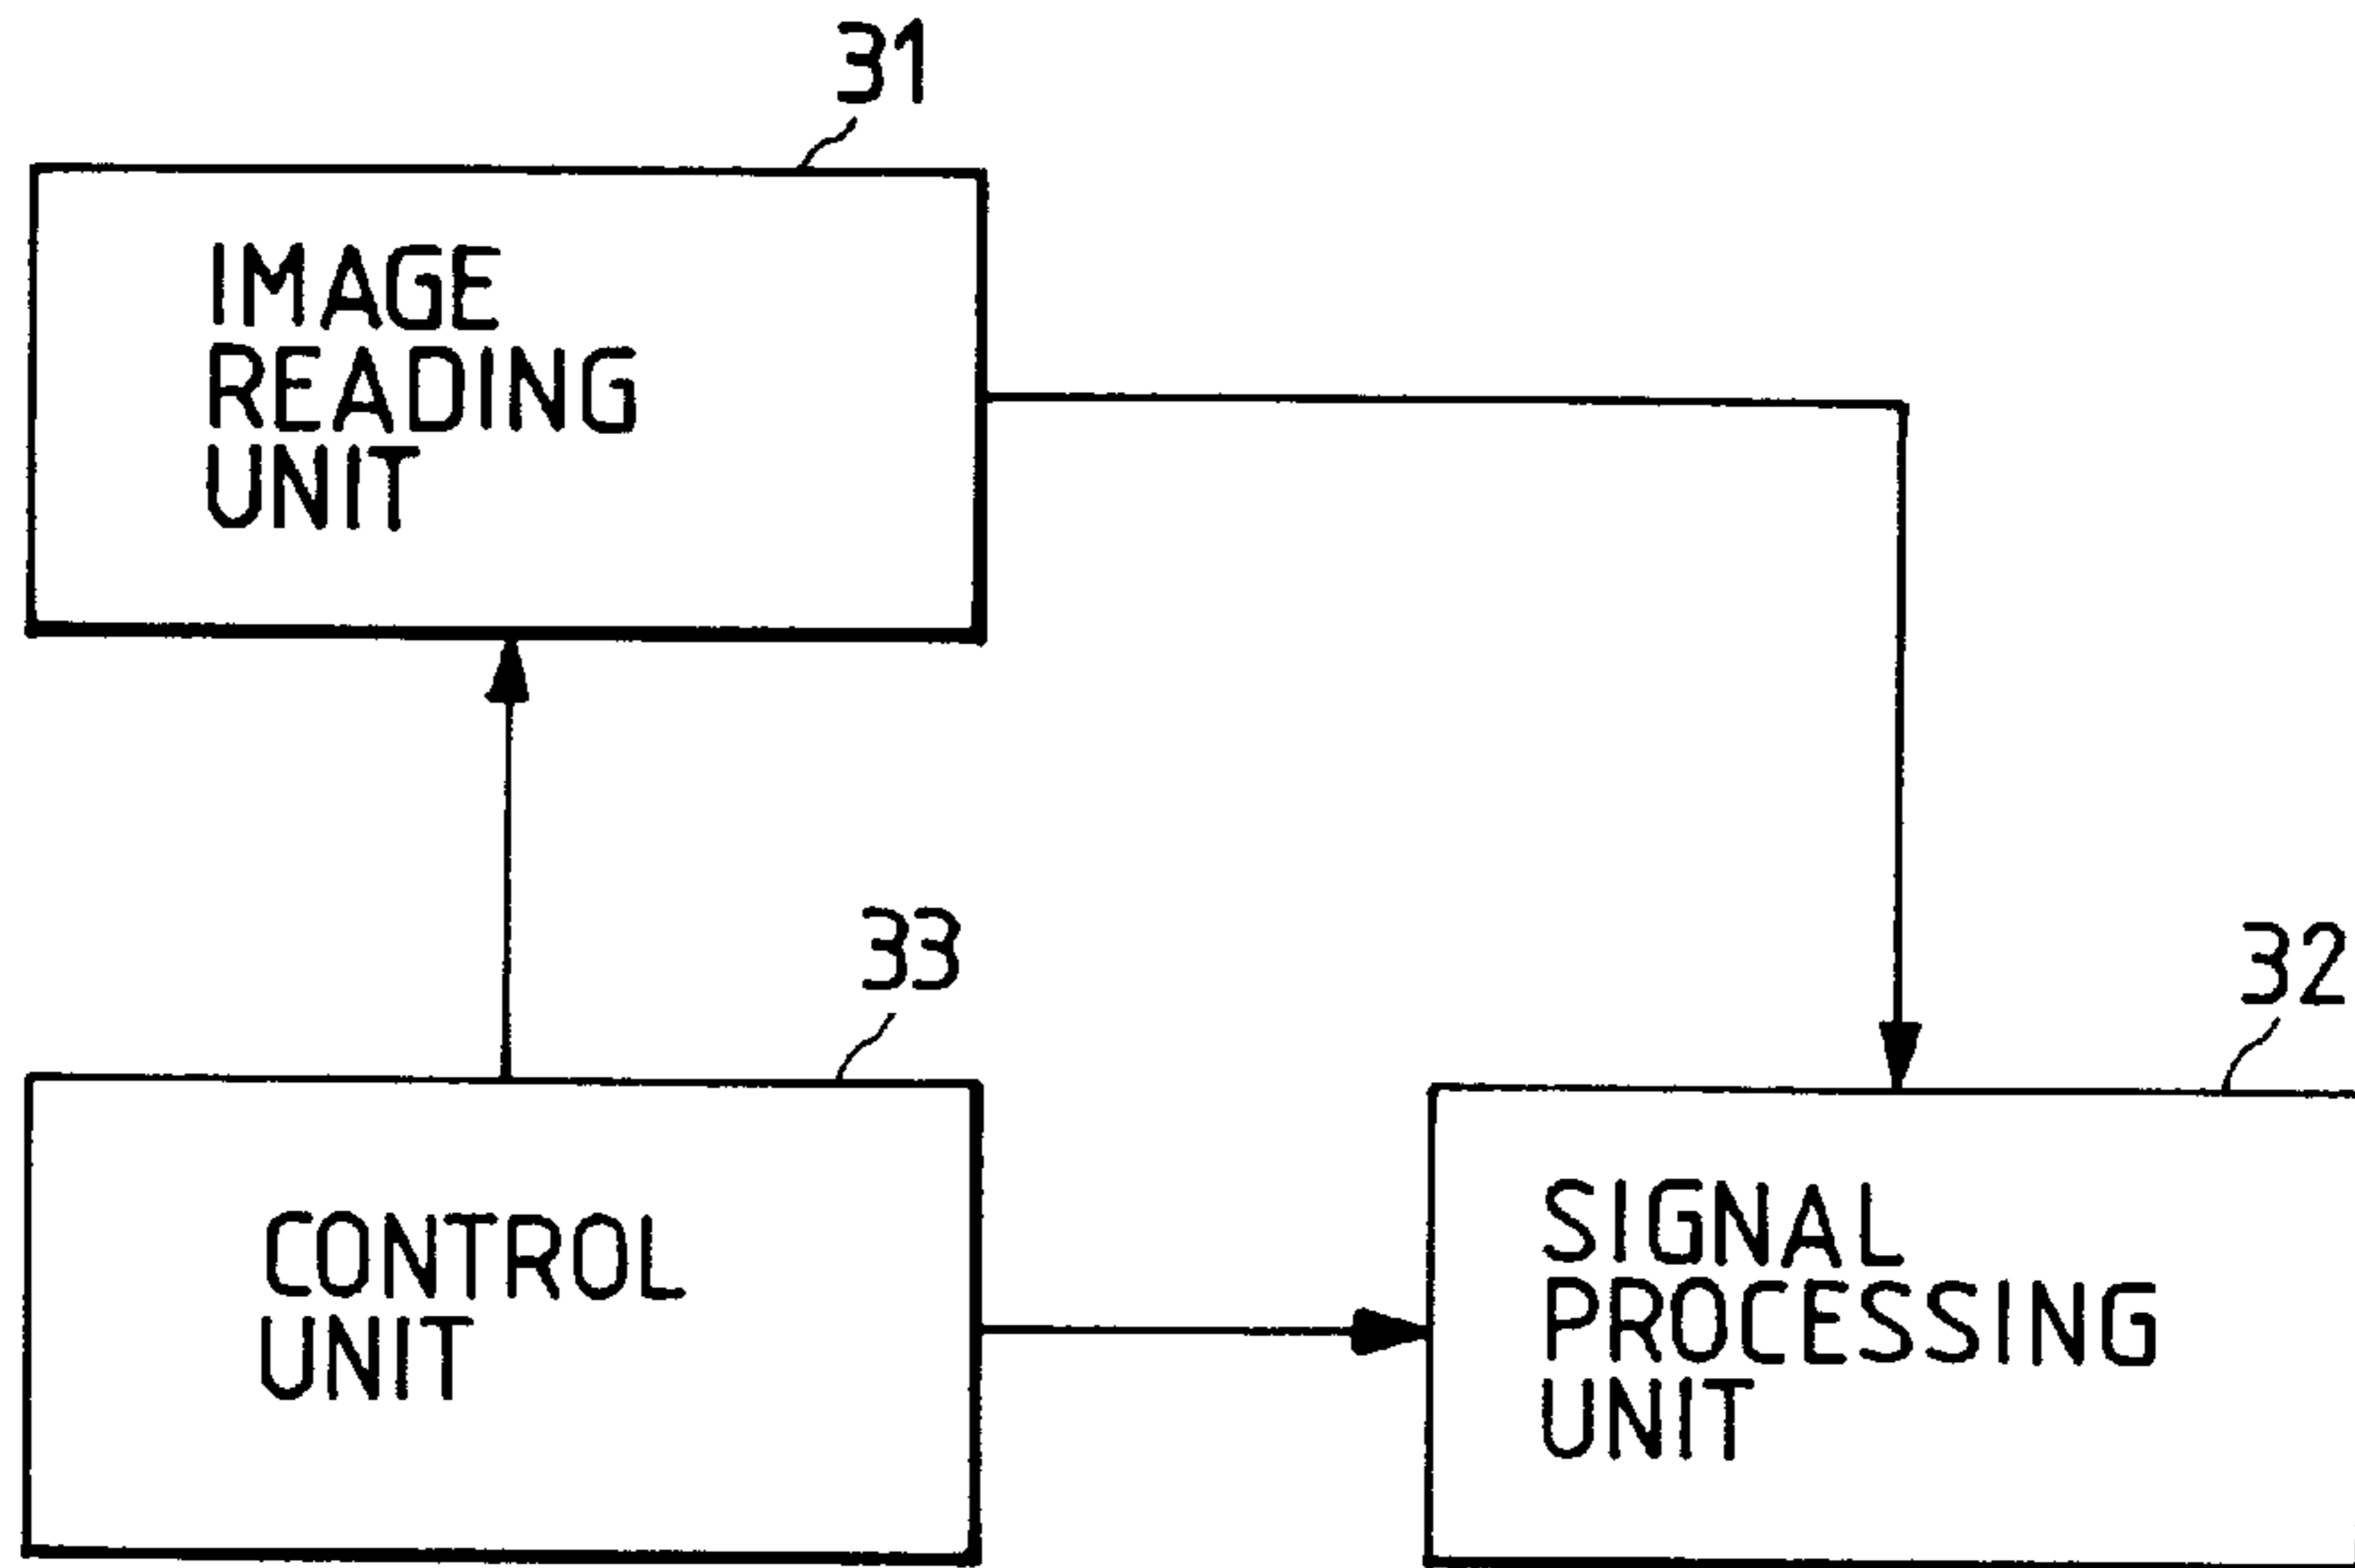 31
IMAGE
READING
UNIT
33
CONTROL
UNIT
32
SIGNAL
PROCESSING
UNIT